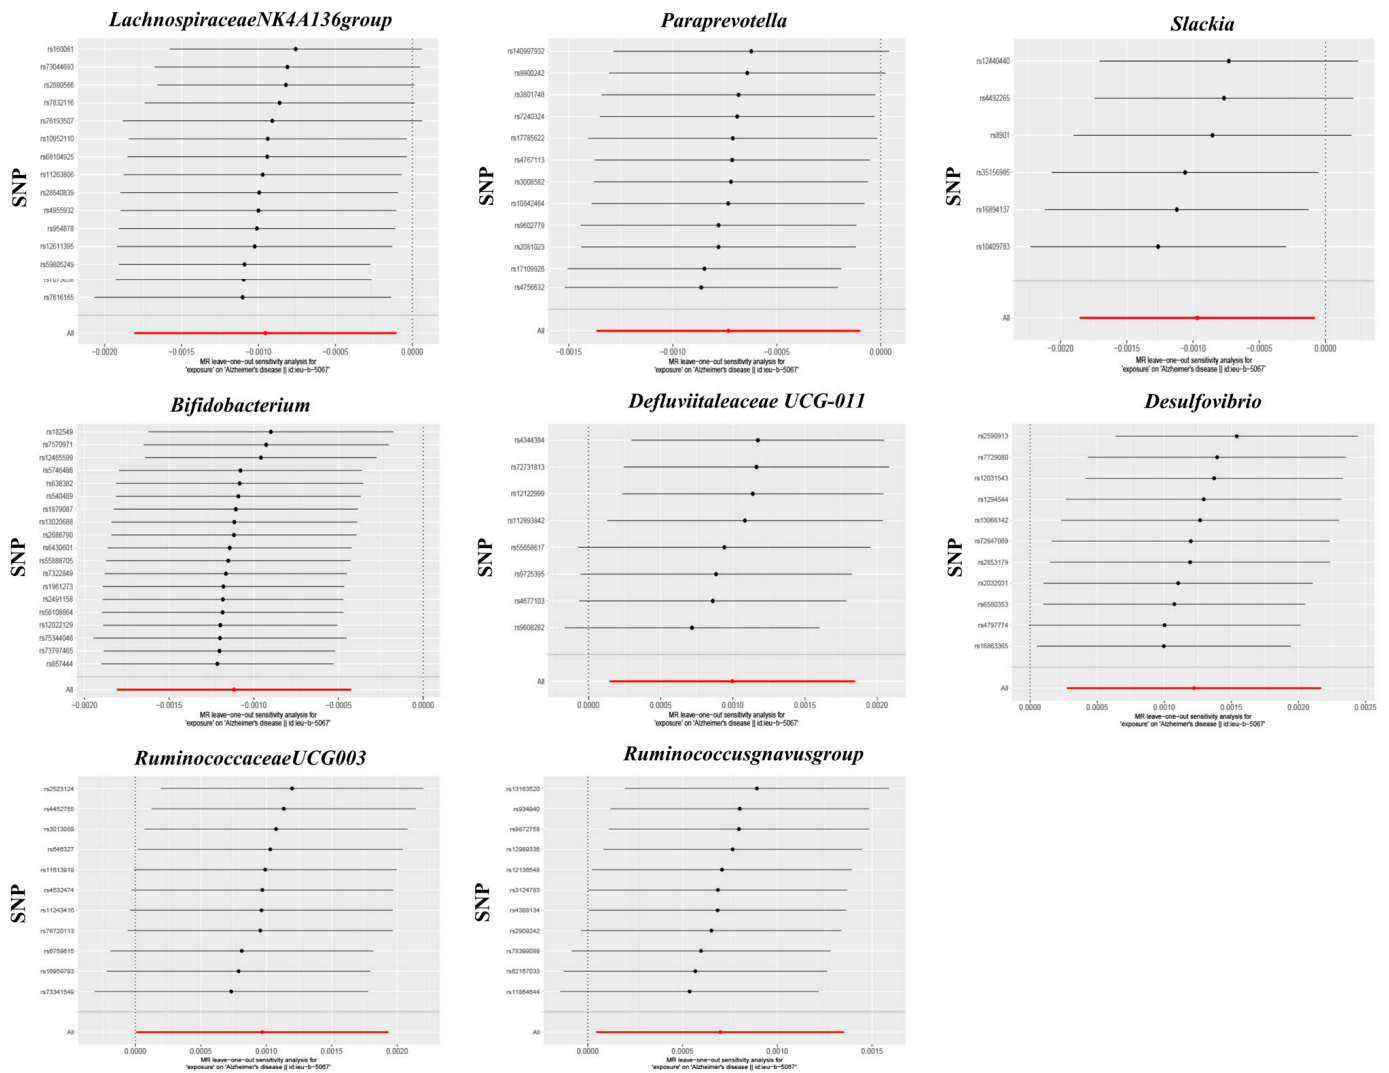 LachnospiraceaeNK4A136group
SNP
rs160061
rs73044693
rs2880566
rs7832116
rs76193507
rs10952110
rs68104925
rs11263806
rs28540839
rs4955932
rs954878
rs12611395
rs59805249
rs7616165
All
−0.0020 −0.0015 −0.0010 −0.0005 0.0000
MR leave−one−out sensitivity analysis for
'exposure' on 'Alzheimer's disease || id:ieu−b−5067'
Paraprevotella
SNP
rs140997932
rs9900242
rs3801748
rs7240324
rs17785622
rs4767113
rs3008582
rs10842464
rs9602779
rs2081023
rs17109926
rs4756632
All
−0.0015 −0.0010 −0.0005 0.0000
MR leave−one−out sensitivity analysis for
'exposure' on 'Alzheimer's disease || id:ieu−b−5067'
Slackia
SNP
rs12440440
rs4492265
rs8901
rs35156985
rs16894137
rs10409783
All
−0.0020 −0.0015 −0.0010 −0.0005 0.0000
MR leave−one−out sensitivity analysis for
'exposure' on 'Alzheimer's disease || id:ieu−b−5067'
Bifidobacterium
SNP
rs182549
rs7570971
rs12465599
rs5746486
rs638382
rs540489
rs1879087
rs13020688
rs2686790
rs6430601
rs55888705
rs7322849
rs1961273
rs2491158
rs56108664
rs12022129
rs75344046
rs73797465
rs857444
All
−0.0020 −0.0015 −0.0010 −0.0005 0.0000
MR leave−one−out sensitivity analysis for
'exposure' on 'Alzheimer's disease || id:ieu−b−5067'
Defluviitaleaceae UCG-011
SNP
rs4344384
rs72731813
rs12122999
rs112893842
rs55658617
rs9725395
rs4677103
rs9608282
All
0.0000 0.0005 0.0010 0.0015 0.0020
MR leave−one−out sensitivity analysis for
'exposure' on 'Alzheimer's disease || id:ieu−b−5067'
Desulfovibrio
SNP
rs2590913
rs7729080
rs12031543
rs1294544
rs13066142
rs72647089
rs2853179
rs2032031
rs6580353
rs4797774
rs16863365
All
0.0000 0.0005 0.0010 0.0015 0.0020 0.0025
MR leave−one−out sensitivity analysis for
'exposure' on 'Alzheimer's disease || id:ieu−b−5067'
RuminococcaceaeUCG003
SNP
rs2523124
rs4452755
rs3013089
rs646327
rs11613919
rs4532474
rs11243416
rs78720113
rs6759615
rs16959793
rs73341549
All
0.0000 0.0005 0.0010 0.0015 0.0020
MR leave−one−out sensitivity analysis for
'exposure' on 'Alzheimer's disease || id:ieu−b−5067'
Ruminococcusgnavusgroup
SNP
rs13163520
rs934940
rs9872758
rs12989336
rs12136548
rs3124783
rs4388134
rs2909242
rs78399089
rs62167033
rs11864644
All
0.0000 0.0005 0.0010 0.0015
MR leave−one−out sensitivity analysis for
'exposure' on 'Alzheimer's disease || id:ieu−b−5067'